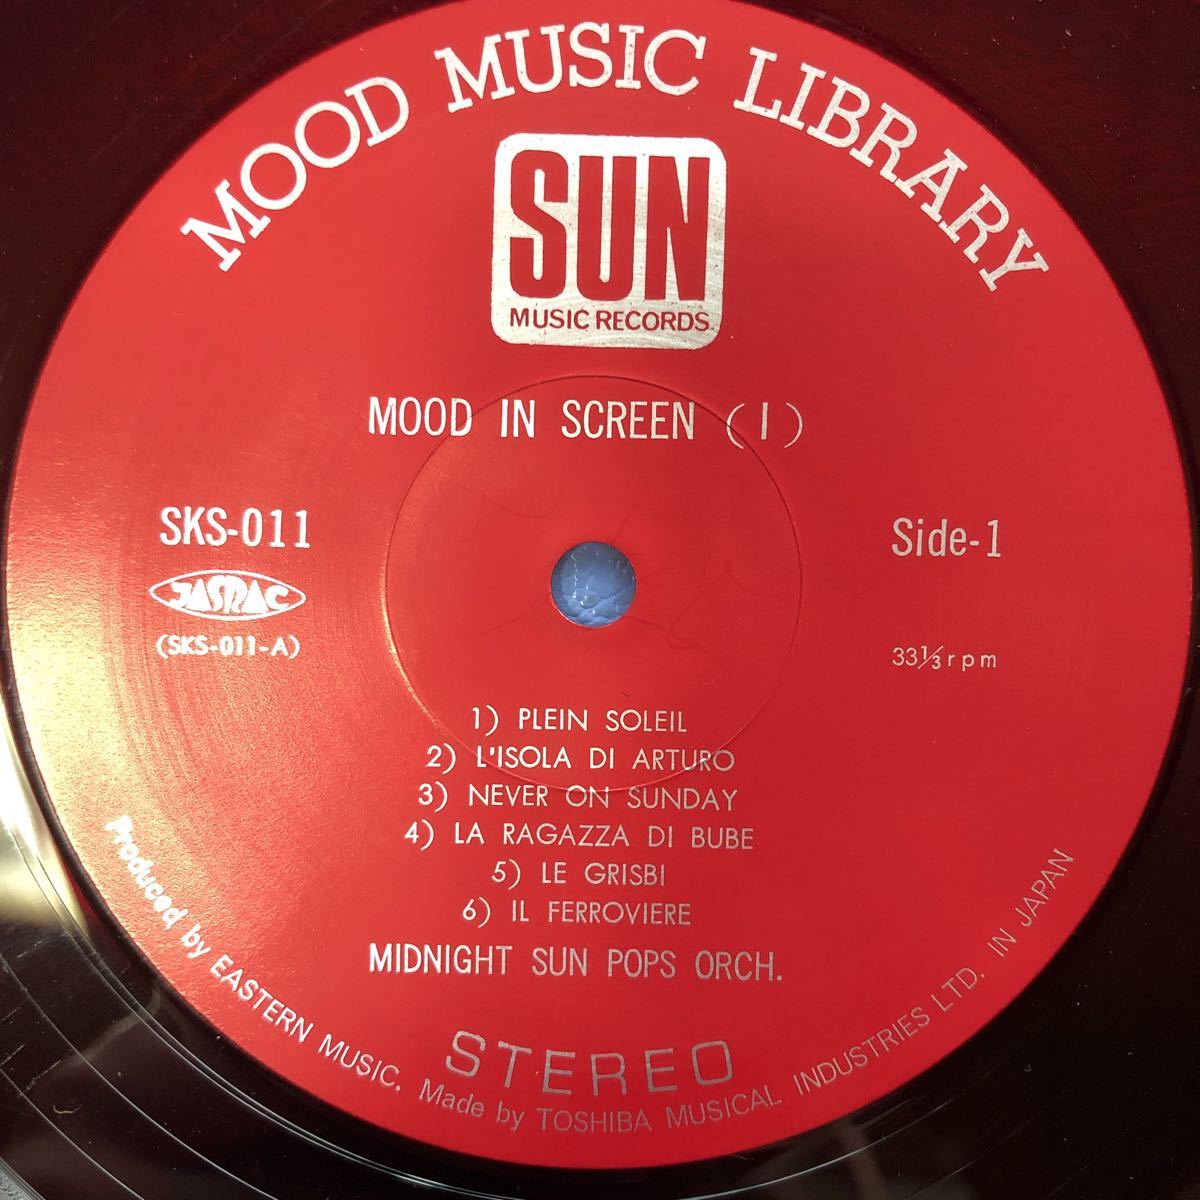 MOOD MUSIC LIBRARY
SUN
MUSIC RECORDS
MOOD IN SCREEN (I)
SKS-011
JASRAC
(SKS-011-A)
Side-1
33⅓rpm
1) PLEIN SOLEIL
2) L'ISOLA DI ARTURO
3) NEVER ON SUNDAY
4) LA RAGAZZA DI BUBE
5) LE GRISBI
6) IL FERROVIERE
MIDNIGHT SUN POPS ORCH.
STEREO
Produced by EASTERN MUSIC. Made by TOSHIBA MUSICAL INDUSTRIES LTD. IN JAPAN